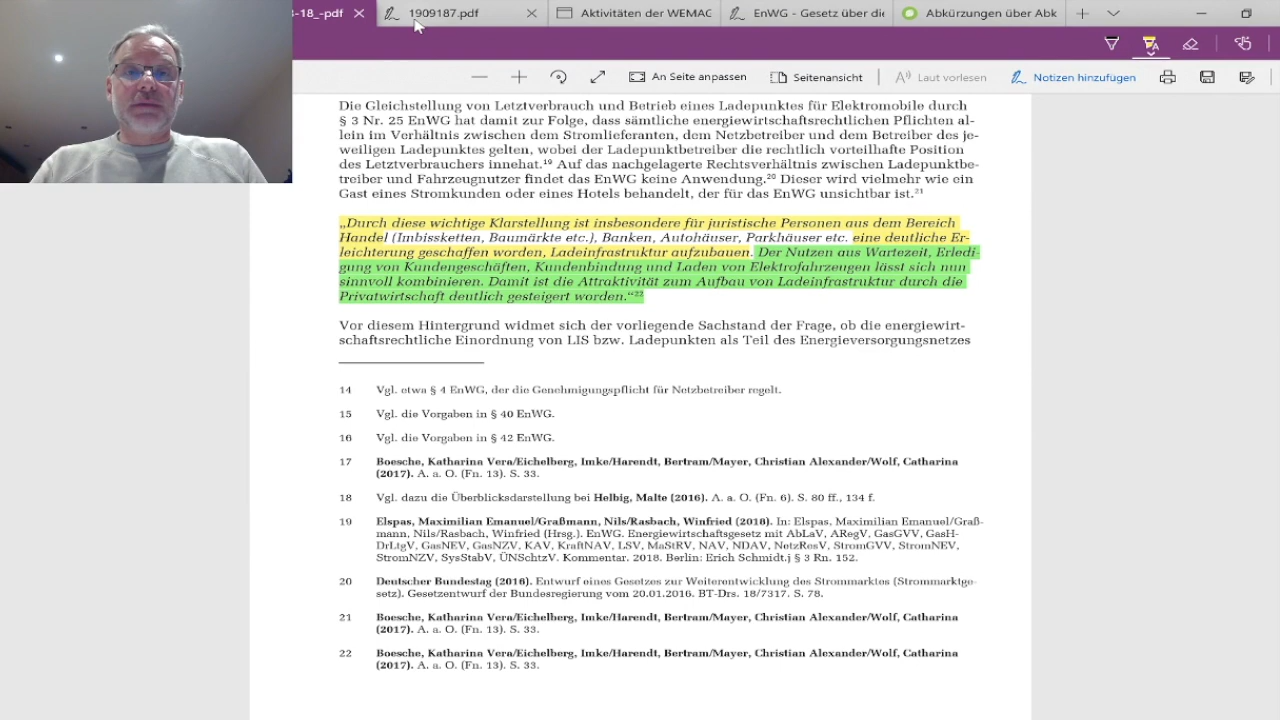 3-18_-pdf
1909187.pdf
Aktivitäten der WEMAG
EnWG - Gesetz über die
Abkürzungen über Abk
An Seite anpassen
Seitenansicht
Laut vorlesen
Notizen hinzufügen
Die Gleichstellung von Letztverbrauch und Betrieb eines Ladepunktes für Elektromobile durch
§ 3 Nr. 25 EnWG hat damit zur Folge, dass sämtliche energiewirtschaftsrechtlichen Pflichten al-
lein im Verhältnis zwischen dem Stromlieferanten, dem Netzbetreiber und dem Betreiber des je-
weiligen Ladepunktes gelten, wobei der Ladepunktbetreiber die rechtlich vorteilhafte Position
des Letztverbrauchers innehat.¹⁹ Auf das nachgelagerte Rechtsverhältnis zwischen Ladepunktbe-
treiber und Fahrzeugnutzer findet das EnWG keine Anwendung.²⁰ Dieser wird vielmehr wie ein
Gast eines Stromkunden oder eines Hotels behandelt, der für das EnWG unsichtbar ist.²¹
„Durch diese wichtige Klarstellung ist insbesondere für juristische Personen aus dem Bereich
Handel (Imbissketten, Baumärkte etc.), Banken, Autohäuser, Parkhäuser etc. eine deutliche Er-
leichterung geschaffen worden, Ladeinfrastruktur aufzubauen. Der Nutzen aus Wartezeit, Erledi-
gung von Kundengeschäften, Kundenbindung und Laden von Elektrofahrzeugen lässt sich nun
sinnvoll kombinieren. Damit ist die Attraktivität zum Aufbau von Ladeinfrastruktur durch die
Privatwirtschaft deutlich gesteigert worden.“²²
Vor diesem Hintergrund widmet sich der vorliegende Sachstand der Frage, ob die energiewirt-
schaftsrechtliche Einordnung von LIS bzw. Ladepunkten als Teil des Energieversorgungsnetzes
14 Vgl. etwa § 4 EnWG, der die Genehmigungspflicht für Netzbetreiber regelt.
15 Vgl. die Vorgaben in § 40 EnWG.
16 Vgl. die Vorgaben in § 42 EnWG.
17 Boesche, Katharina Vera/Eichelberg, Imke/Harendt, Bertram/Mayer, Christian Alexander/Wolf, Catharina
(2017). A. a. O. (Fn. 13). S. 33.
18 Vgl. dazu die Überblicksdarstellung bei Helbig, Malte (2016). A. a. O. (Fn. 6). S. 80 ff., 134 f.
19 Elspas, Maximilian Emanuel/Graßmann, Nils/Rasbach, Winfried (2018). In: Elspas, Maximilian Emanuel/Graß-
mann, Nils/Rasbach, Winfried (Hrsg.). EnWG. Energiewirtschaftsgesetz mit AbLaV, ARegV, GasGVV, GasH-
DrLtgV, GasNEV, GasNZV, KAV, KraftNAV, LSV, MaStRV, NAV, NDAV, NetzResV, StromGVV, StromNEV,
StromNZV, SysStabV, ÜNSchtzV. Kommentar. 2018. Berlin: Erich Schmidt.j § 3 Rn. 152.
20 Deutscher Bundestag (2016). Entwurf eines Gesetzes zur Weiterentwicklung des Strommarktes (Strommarktge-
setz). Gesetzentwurf der Bundesregierung vom 20.01.2016. BT-Drs. 18/7317. S. 78.
21 Boesche, Katharina Vera/Eichelberg, Imke/Harendt, Bertram/Mayer, Christian Alexander/Wolf, Catharina
(2017). A. a. O. (Fn. 13). S. 33.
22 Boesche, Katharina Vera/Eichelberg, Imke/Harendt, Bertram/Mayer, Christian Alexander/Wolf, Catharina
(2017). A. a. O. (Fn. 13). S. 33.